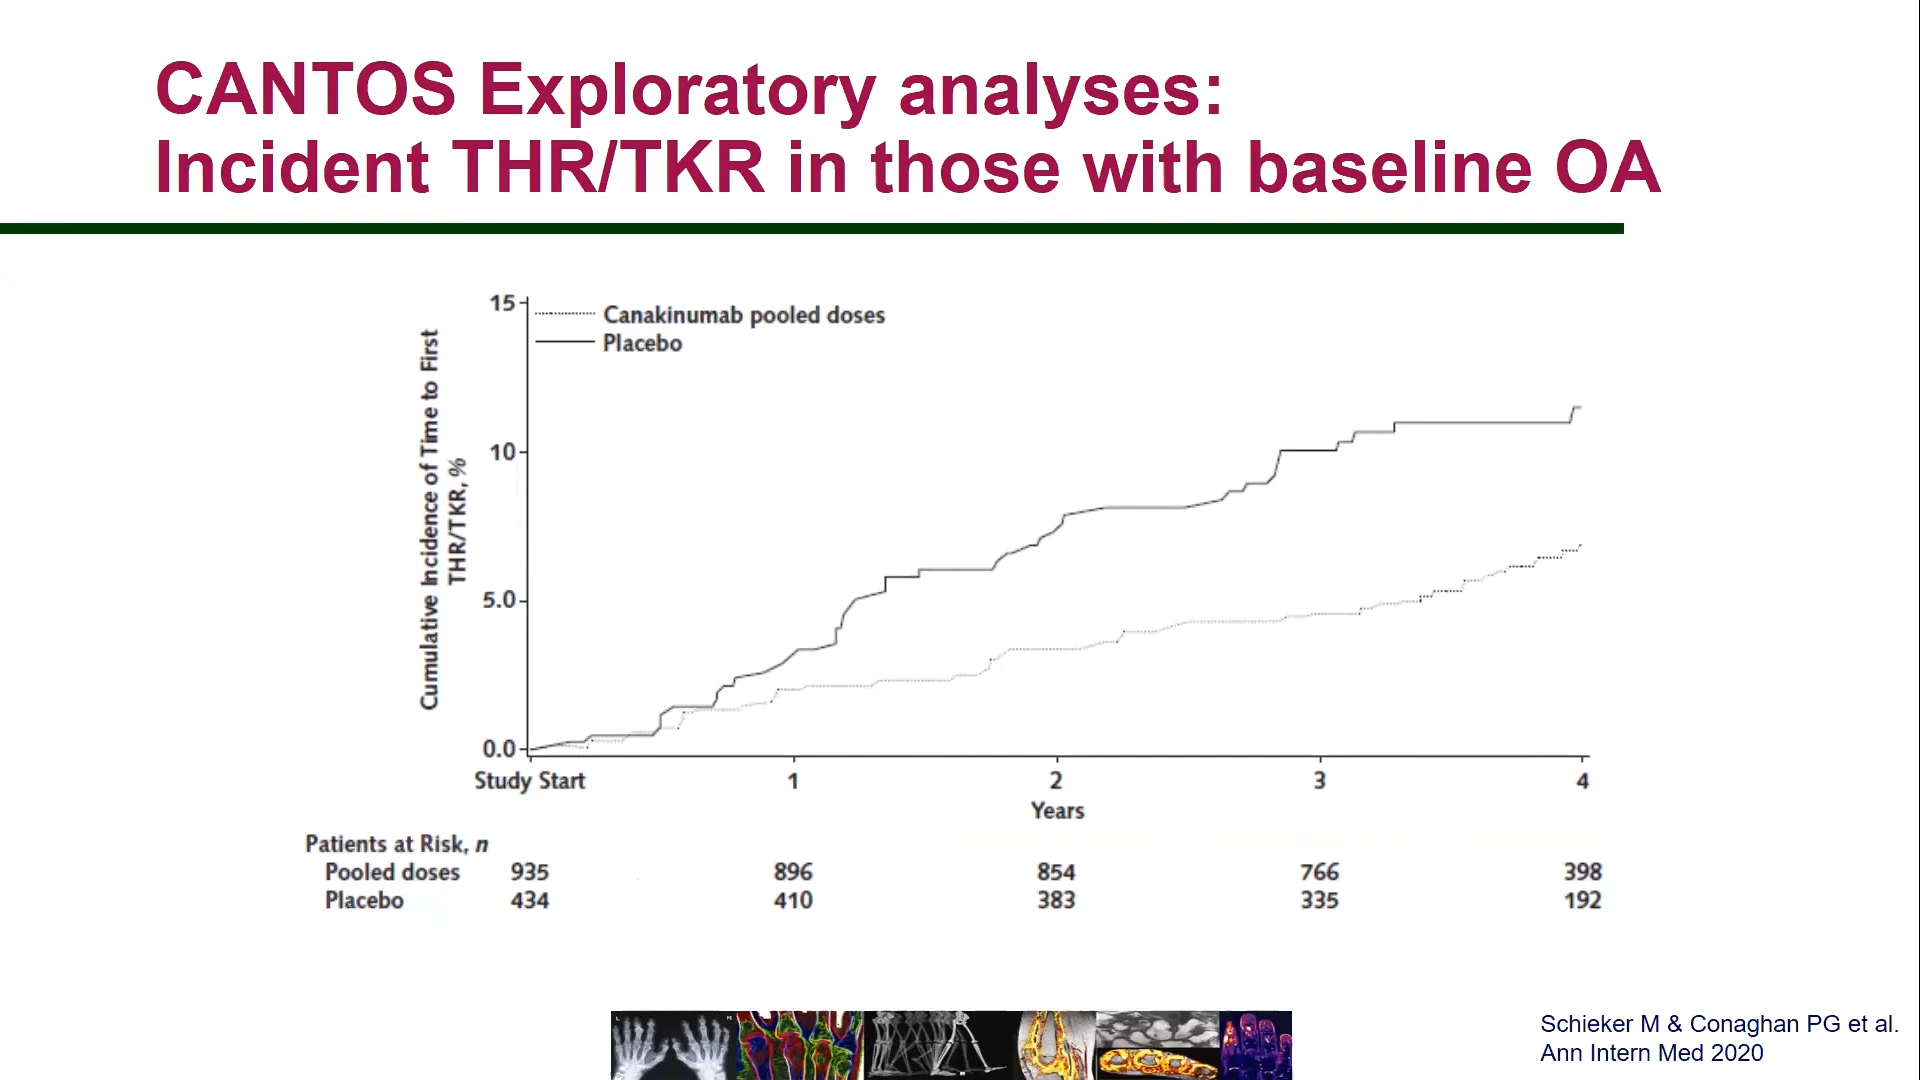 CANTOS Exploratory analyses:
Incident THR/TKR in those with baseline OA
15
Canakinumab pooled doses
Placebo
10
5.0
0.0
Cumulative Incidence of Time to First
THR/TKR, %
Study Start 1 2 3 4
Years
Patients at Risk, n
Pooled doses 935 896 854 766 398
Placebo 434 410 383 335 192
Schieker M & Conaghan PG et al.
Ann Intern Med 2020